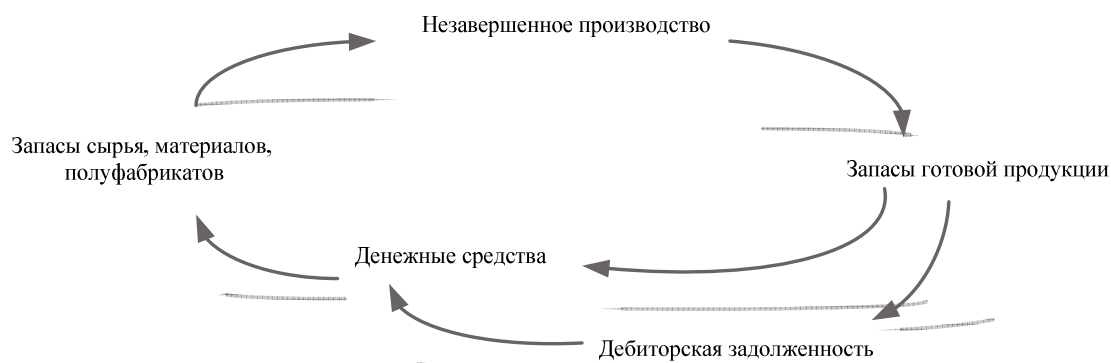 Незавершенное производство
Запасы сырья, материалов,
полуфабрикатов
Запасы готовой продукции
Денежные средства
Дебиторская задолженность